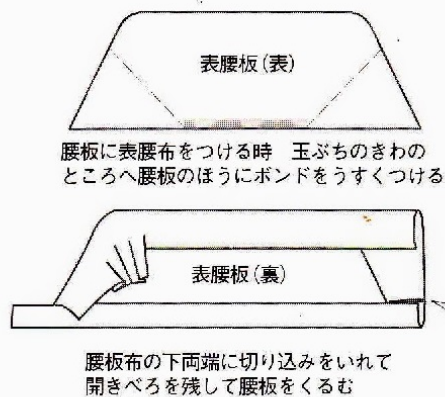 表腰板(表)
腰板に表腰布をつける時　玉ぶちのきわの
ところへ腰板のほうにボンドをうすくつける
表腰板(裏)
腰板布の下両端に切り込みをいれて
開きべろを残して腰板をくるむ